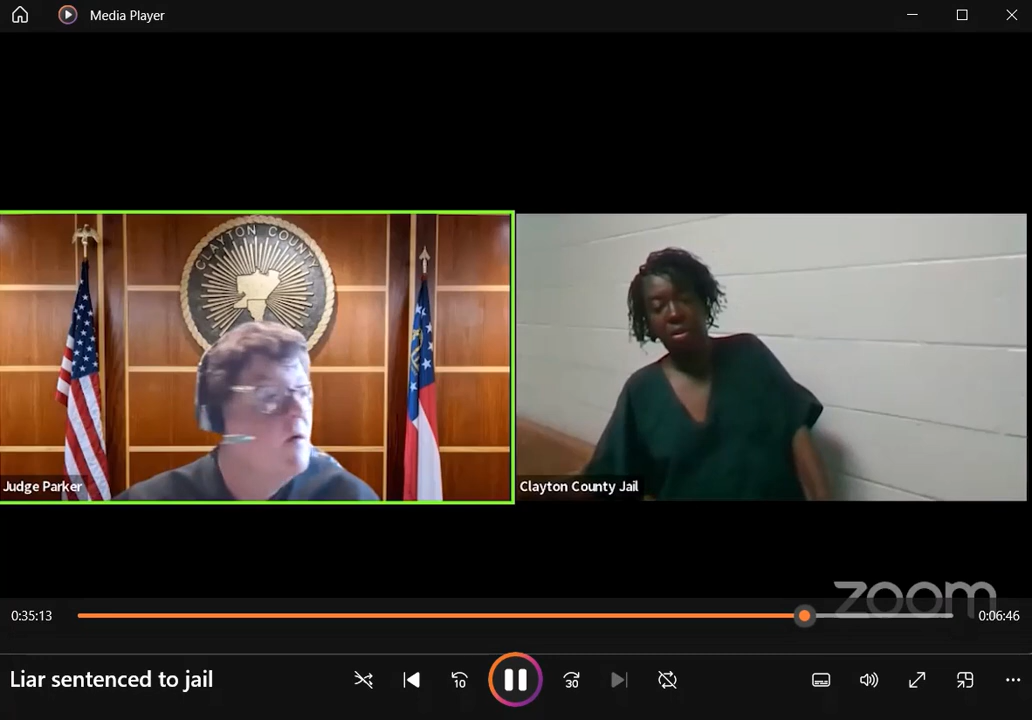 Media Player
CLAYTON COUNTY
Judge Parker
Clayton County Jail
zoom
0:35:13
0:06:46
Liar sentenced to jail
10
30